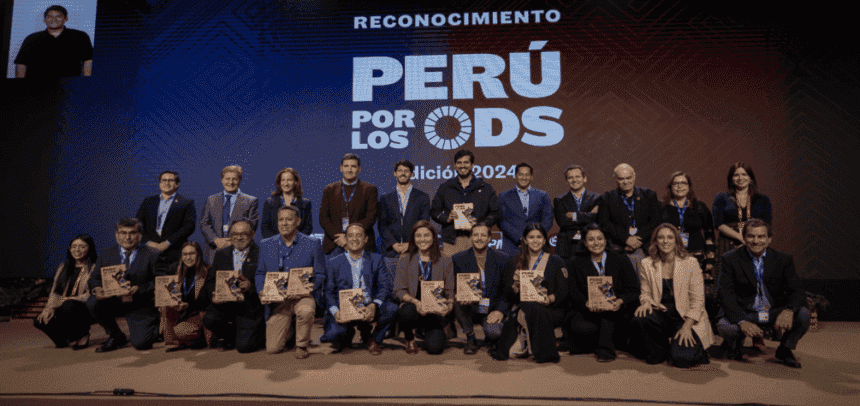 RECONOCIMIENTO
PERÚ
POR
LOS ODS
Edición 2024